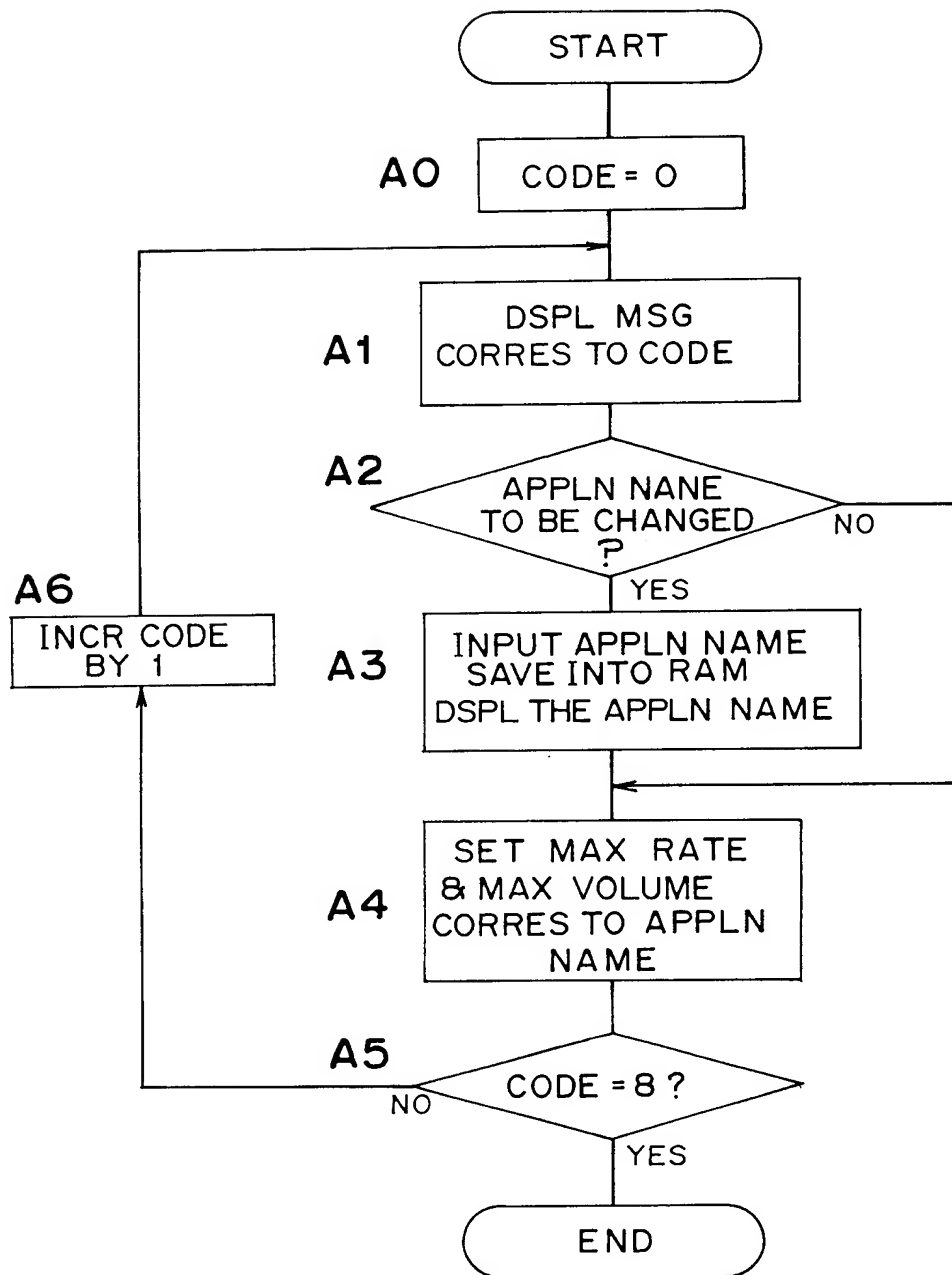 START
A0
CODE = 0
A1
DSPL MSG
CORRES TO CODE
A2
APPLN NANE
TO BE CHANGED
?
NO
YES
A6
INCR CODE
BY 1
A3
INPUT APPLN NAME
SAVE INTO RAM
DSPL THE APPLN NAME
A4
SET MAX RATE
& MAX VOLUME
CORRES TO APPLN
NAME
A5
CODE = 8 ?
NO
YES
END